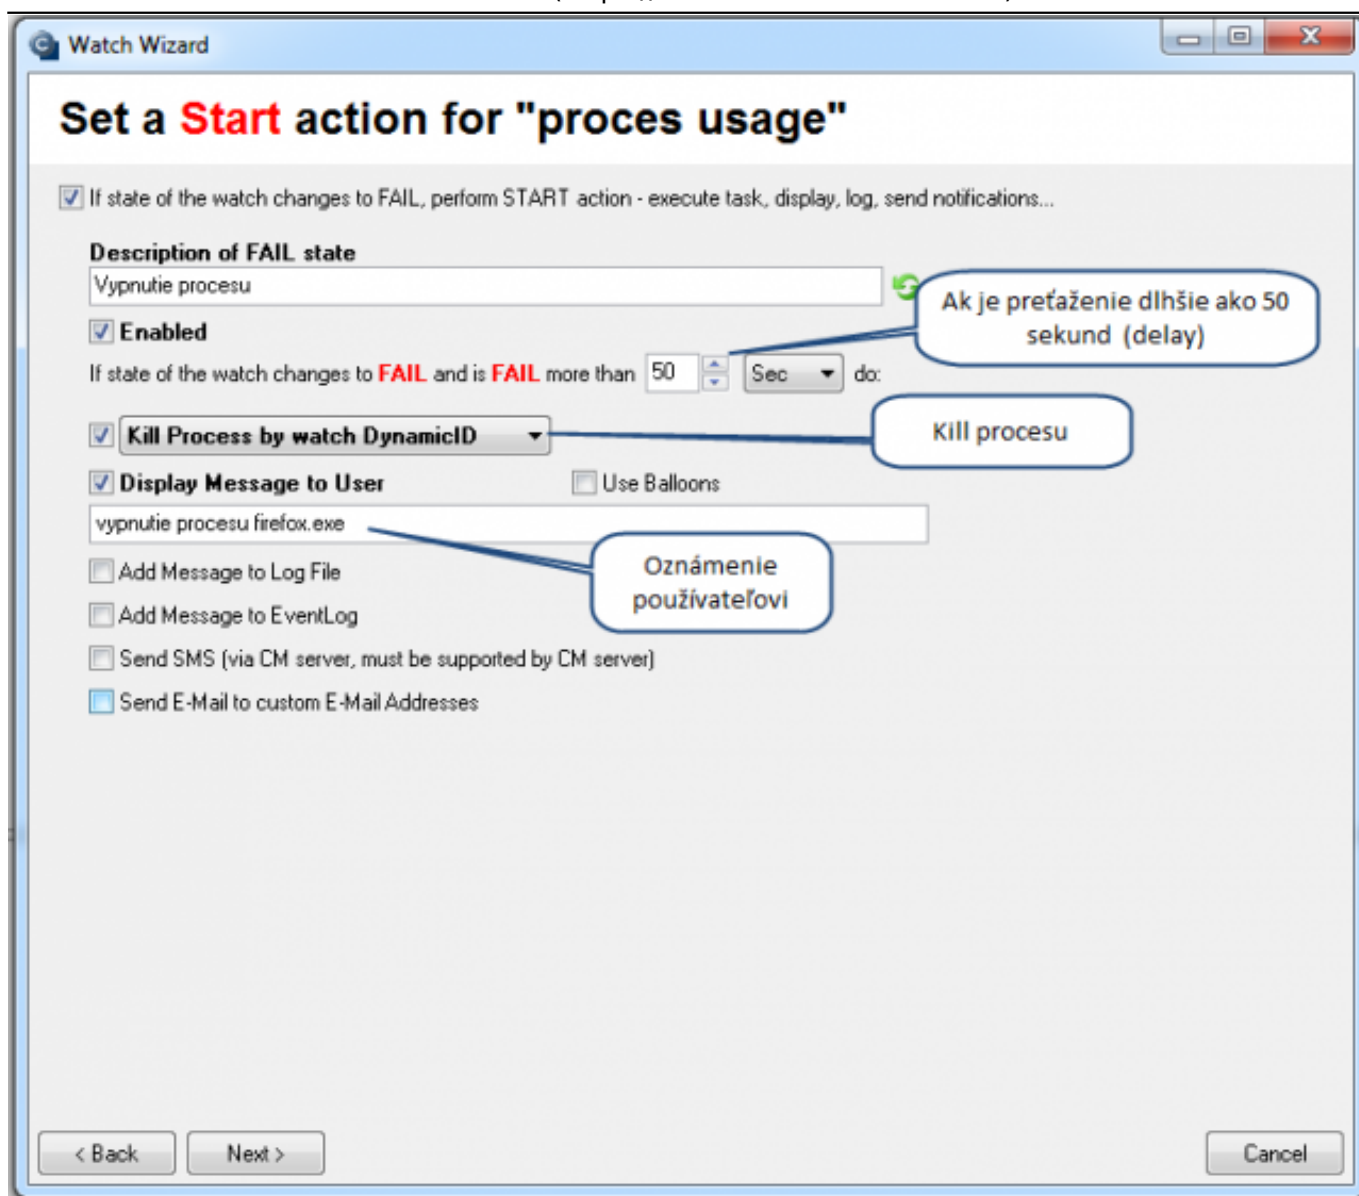 Watch Wizard
Set a Start action for "proces usage"
If state of the watch changes to FAIL, perform START action - execute task, display, log, send notifications...
Description of FAIL state
Vypnutie procesu
Ak je preťaženie dlhšie ako 50
sekund (delay)
Enabled
If state of the watch changes to FAIL and is FAIL more than 50 Sec do:
Kill Process by watch DynamicID
Kill procesu
Display Message to User
Use Balloons
vypnutie procesu firefox.exe
Oznámenie
používateľovi
Add Message to Log File
Add Message to EventLog
Send SMS (via CM server, must be supported by CM server)
Send E-Mail to custom E-Mail Addresses
< Back
Next >
Cancel